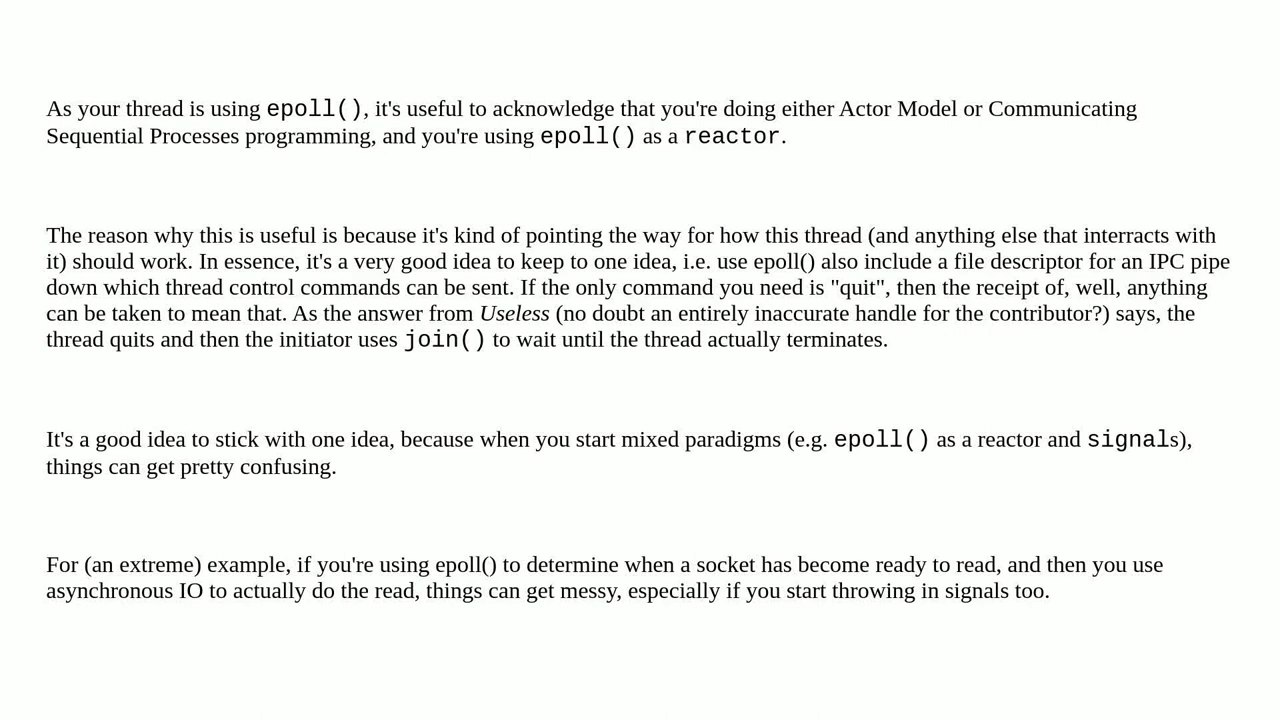 As your thread is using epoll(), it's useful to acknowledge that you're doing either Actor Model or Communicating
Sequential Processes programming, and you're using epoll() as a reactor.
The reason why this is useful is because it's kind of pointing the way for how this thread (and anything else that interracts with
it) should work. In essence, it's a very good idea to keep to one idea, i.e. use epoll() also include a file descriptor for an IPC pipe
down which thread control commands can be sent. If the only command you need is "quit", then the receipt of, well, anything
can be taken to mean that. As the answer from Useless (no doubt an entirely inaccurate handle for the contributor?) says, the
thread quits and then the initiator uses join() to wait until the thread actually terminates.
It's a good idea to stick with one idea, because when you start mixed paradigms (e.g. epoll() as a reactor and signals),
things can get pretty confusing.
For (an extreme) example, if you're using epoll() to determine when a socket has become ready to read, and then you use
asynchronous IO to actually do the read, things can get messy, especially if you start throwing in signals too.